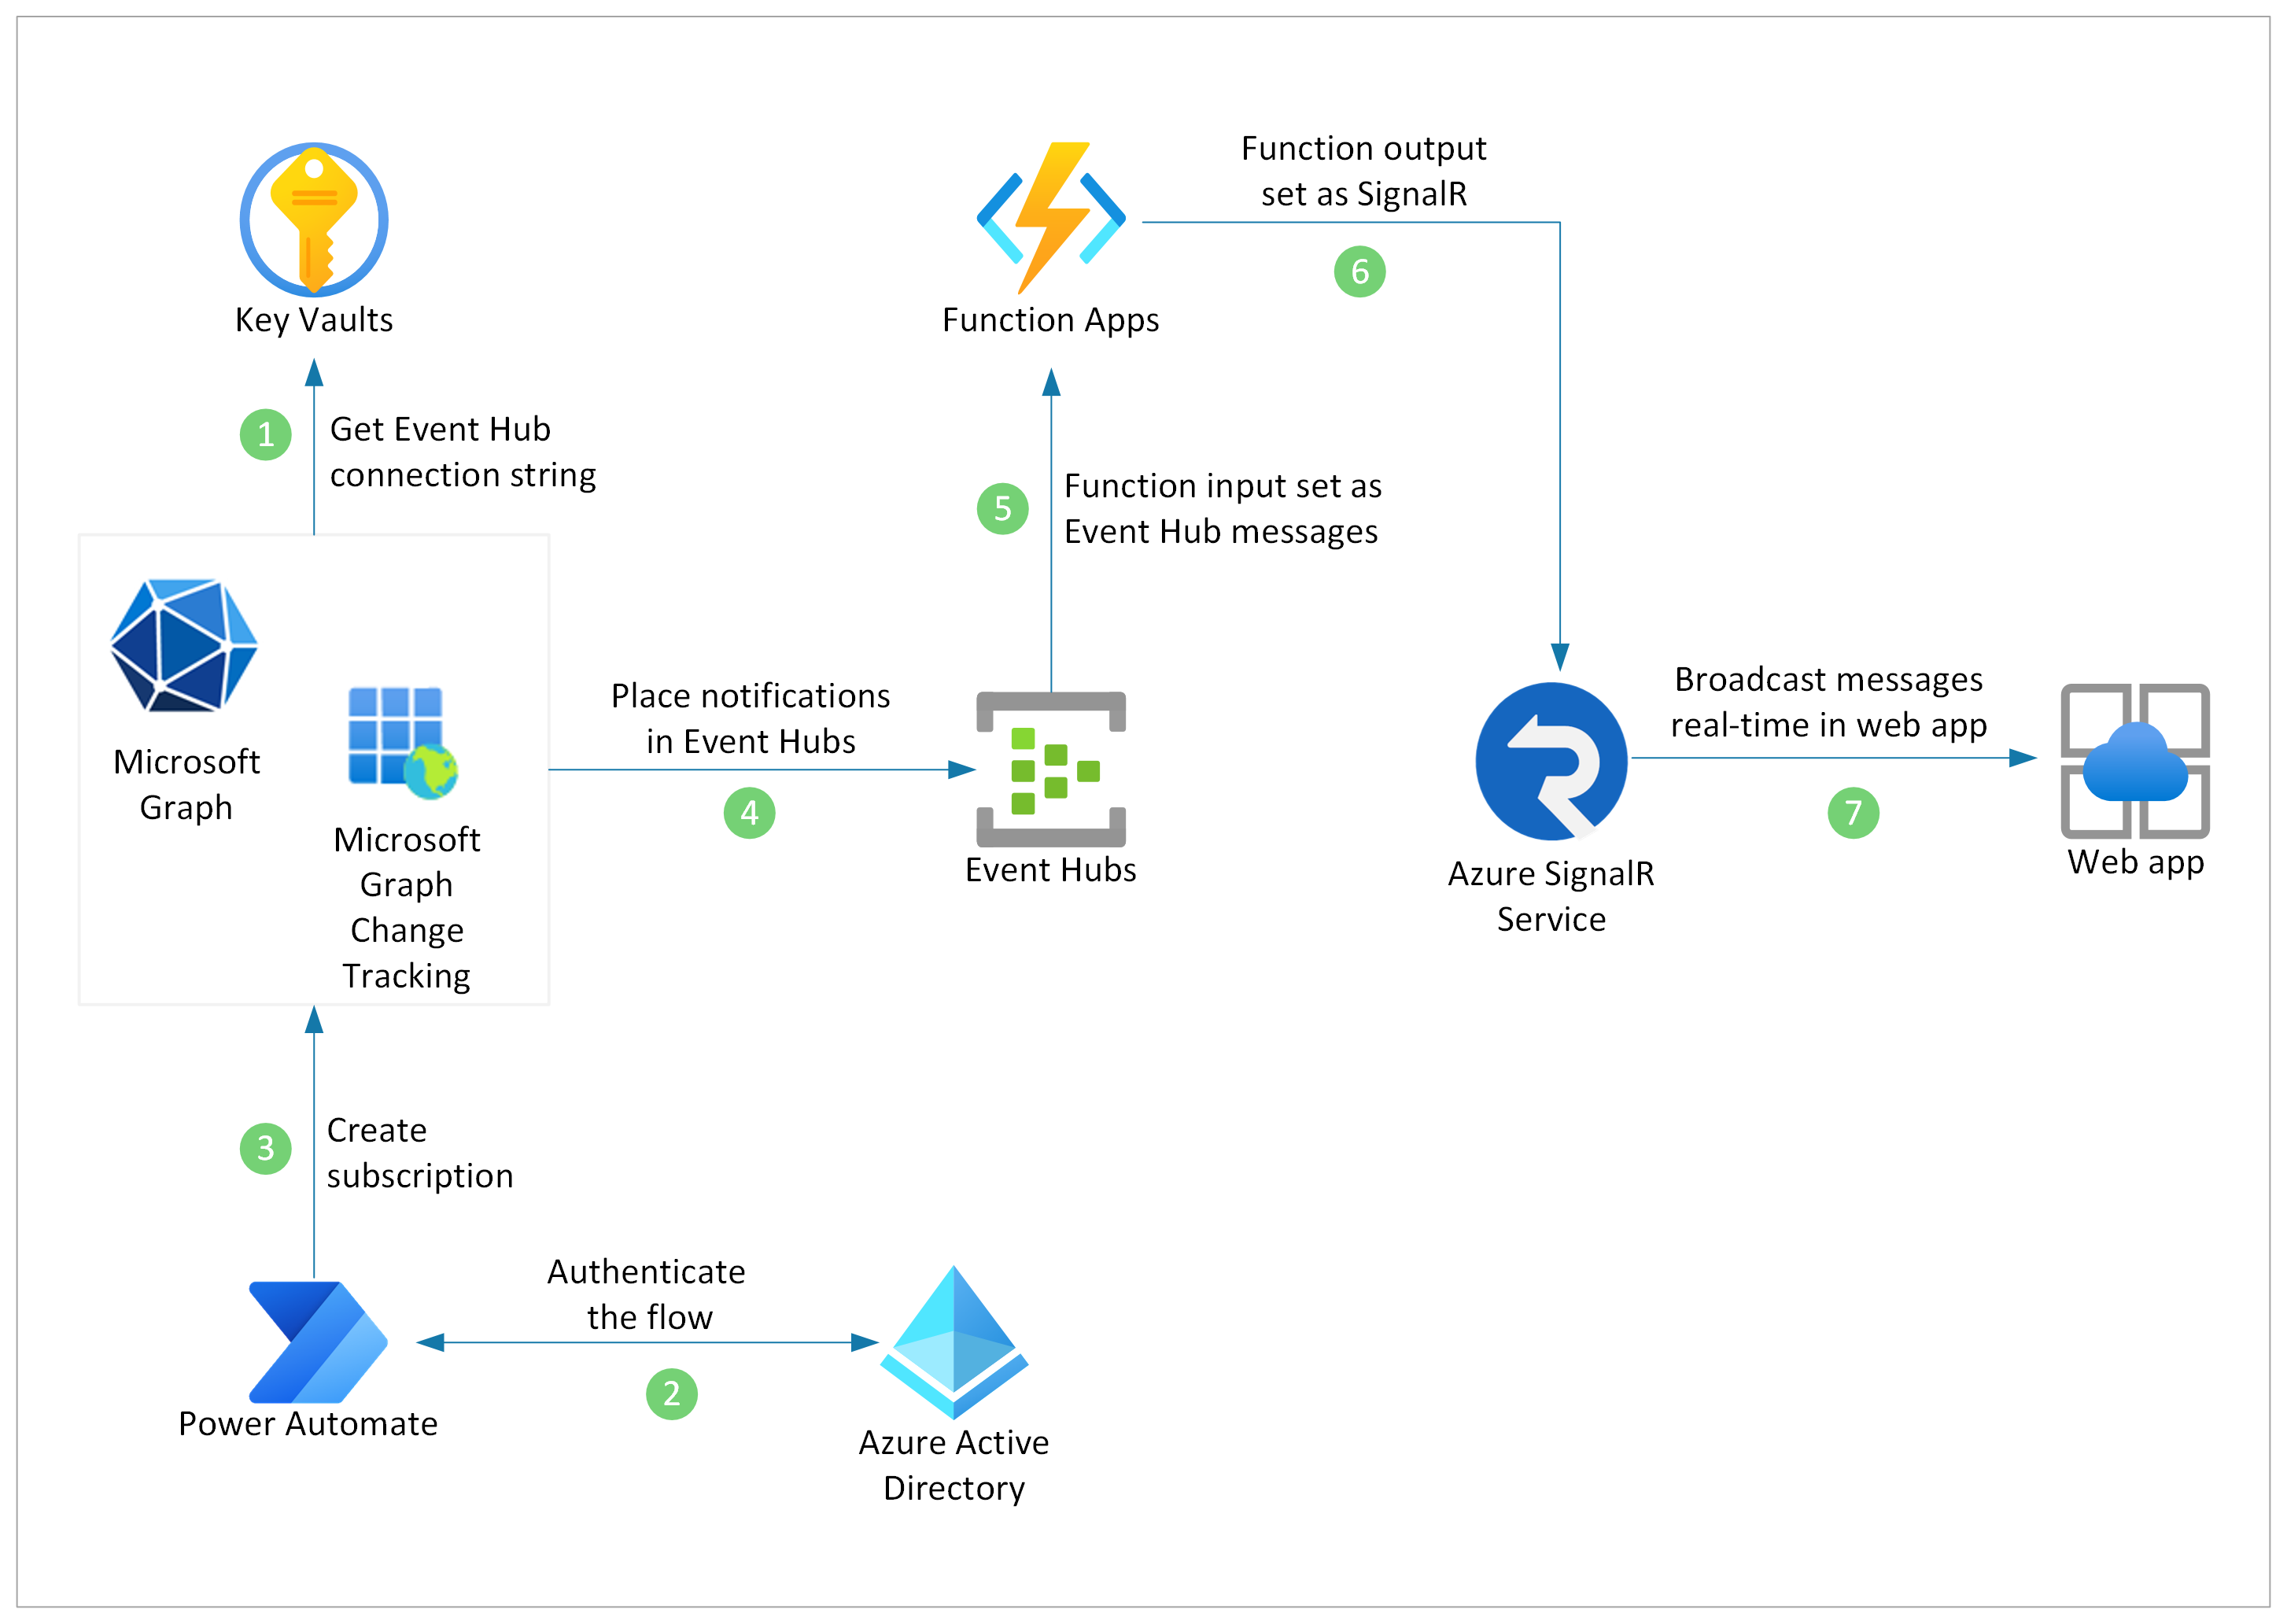 Key Vaults
1
Get Event Hub
connection string
Microsoft
Graph
Microsoft
Graph
Change
Tracking
3
Create
subscription
Power Automate
Authenticate
the flow
2
Azure Active
Directory
Place notifications
in Event Hubs
4
Event Hubs
5
Function input set as
Event Hub messages
Function Apps
Function output
set as SignalR
6
Azure SignalR
Service
Broadcast messages
real-time in web app
7
Web app